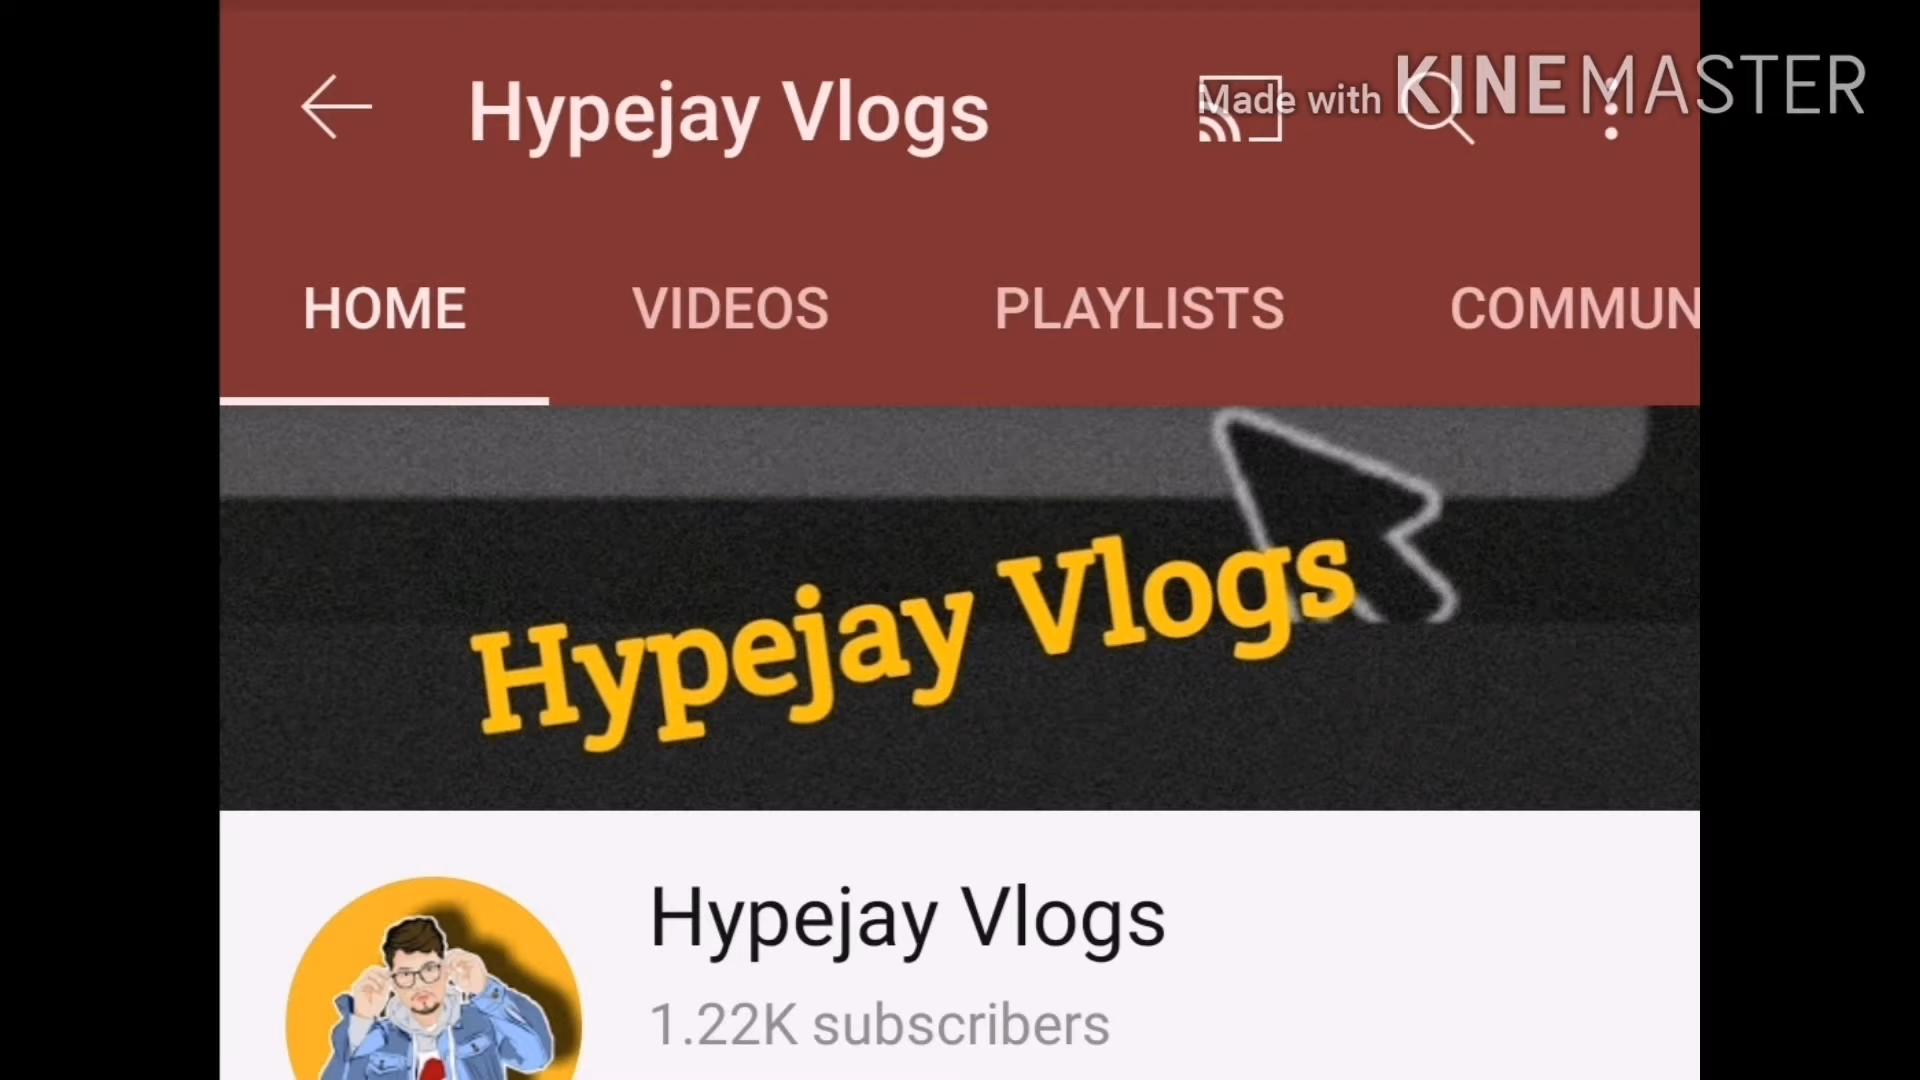 Hypejay Vlogs
Made with KINEMASTER
HOME VIDEOS PLAYLISTS COMMUN
Hypejay Vlogs
Hypejay Vlogs
1.22K subscribers